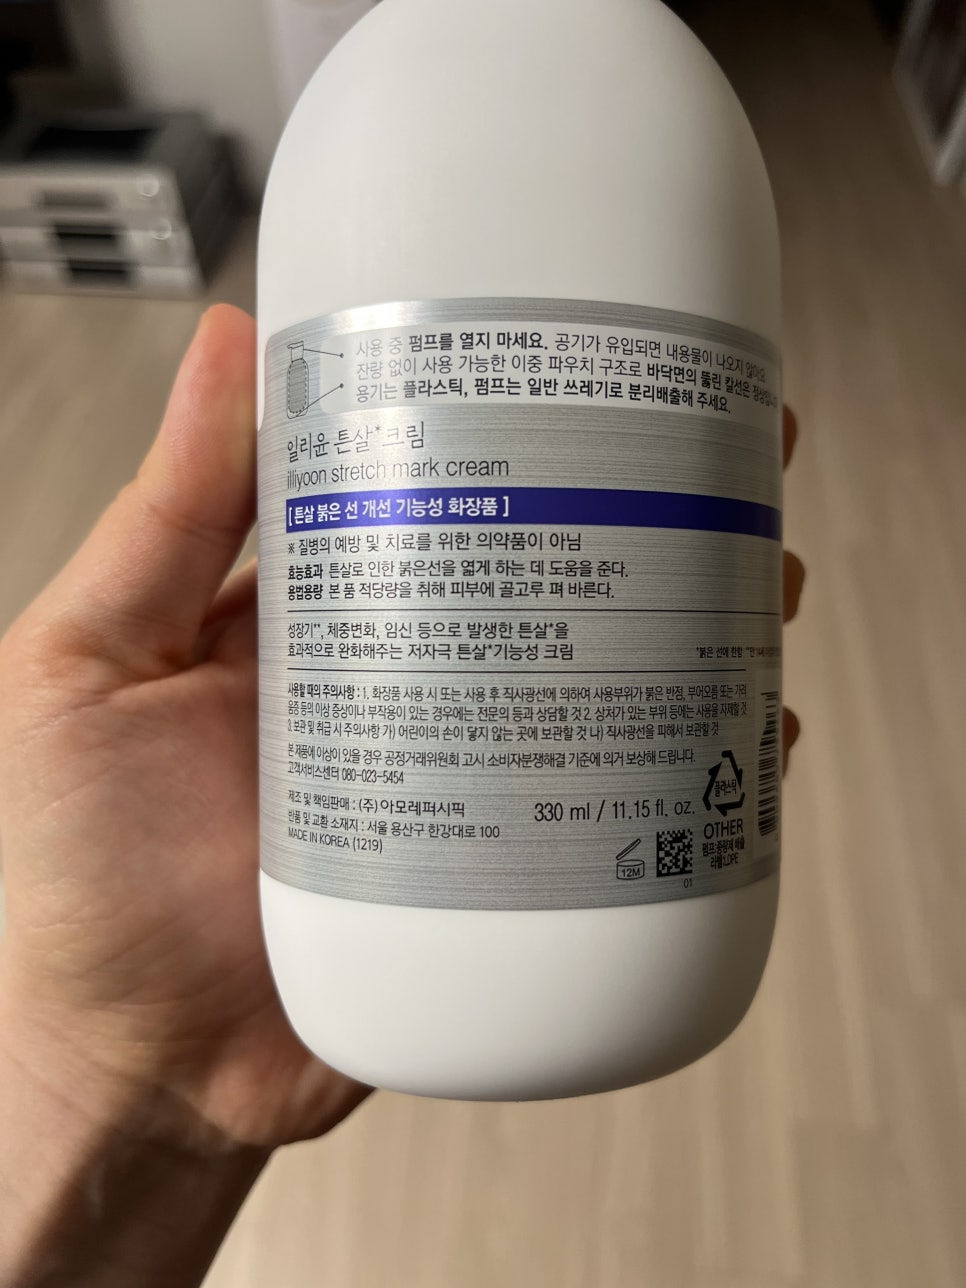 사용 중 펌프를 열지 마세요. 공기가 유입되면 내용물이 나오지 않아요
잔량 없이 사용 가능한 이중 파우치 구조로 바닥면의 뚫린 칼선은 정상입니다
용기는 플라스틱, 펌프는 일반 쓰레기로 분리배출해 주세요.
일리윤 튼살*크림
illiyoon stretch mark cream
[ 튼살 붉은 선 개선 기능성 화장품 ]
※ 질병의 예방 및 치료를 위한 의약품이 아님
효능효과 튼살로 인한 붉은선을 엷게 하는 데 도움을 준다.
용법용량 본 품 적당량을 취해 피부에 골고루 펴 바른다.
성장기**, 체중변화, 임신 등으로 발생한 튼살*을
효과적으로 완화해주는 저자극 튼살*기능성 크림
*붉은 선에 한함
사용할 때의 주의사항 : 1. 화장품 사용 시 또는 사용 후 직사광선에 의하여 사용부위가 붉은 반점, 부어오름 또는 가려
움증 등의 이상 증상이나 부작용이 있는 경우에는 전문의 등과 상담할 것 2. 상처가 있는 부위 등에는 사용을 자제할 것
3. 보관 및 취급 시 주의사항 가) 어린이의 손이 닿지 않는 곳에 보관할 것 나) 직사광선을 피해서 보관할 것
본 제품에 이상이 있을 경우 공정거래위원회 고시 소비자분쟁해결 기준에 의거 보상해 드립니다.
고객서비스센터 080-023-5454
제조 및 책임판매 : (주)아모레퍼시픽
반품 및 교환 소재지 : 서울 용산구 한강대로 100
MADE IN KOREA (1219)
330 ml / 11.15 fl. oz.
12M
01
플라스틱
OTHER
펌프:종량제 배출
라벨:LDPE